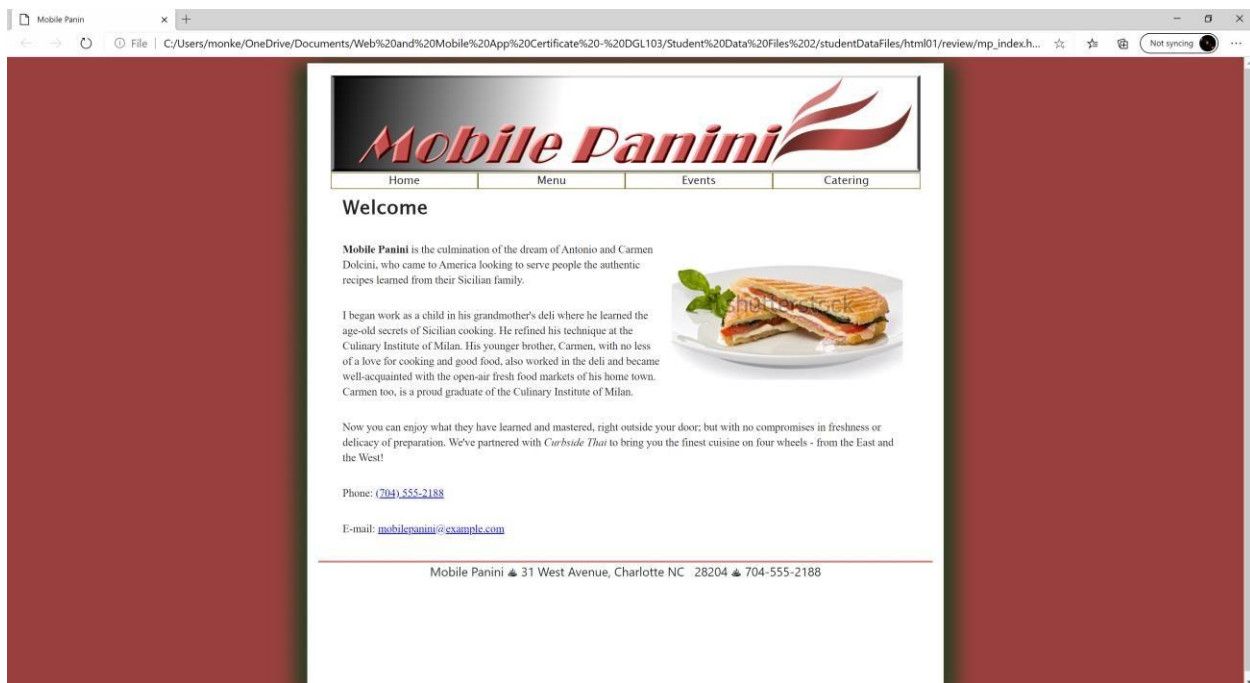 Mobile Panin
File
C:/Users/monke/OneDrive/Documents/Web%20and%20Mobile%20App%20Certificate%20-%20DGL103/Student%20Data%20Files%202/studentDataFiles/html01/review/mp_index.h...
Not syncing
Mobile Panini
Home Menu Events Catering
Welcome
Mobile Panini is the culmination of the dream of Antonio and Carmen
Dolcini, who came to America looking to serve people the authentic
recipes learned from their Sicilian family.
shutterstock
I began work as a child in his grandmother's deli where he learned the
age-old secrets of Sicilian cooking. He refined his technique at the
Culinary Institute of Milan. His younger brother, Carmen, with no less
of a love for cooking and good food, also worked in the deli and became
well-acquainted with the open-air fresh food markets of his home town.
Carmen too, is a proud graduate of the Culinary Institute of Milan.
Now you can enjoy what they have learned and mastered, right outside your door; but with no compromises in freshness or
delicacy of preparation. We've partnered with Curbside Thai to bring you the finest cuisine on four wheels - from the East and
the West!
Phone: (704) 555-2188
E-mail: mobilepanini@example.com
Mobile Panini ♨ 31 West Avenue, Charlotte NC 28204 ♨ 704-555-2188